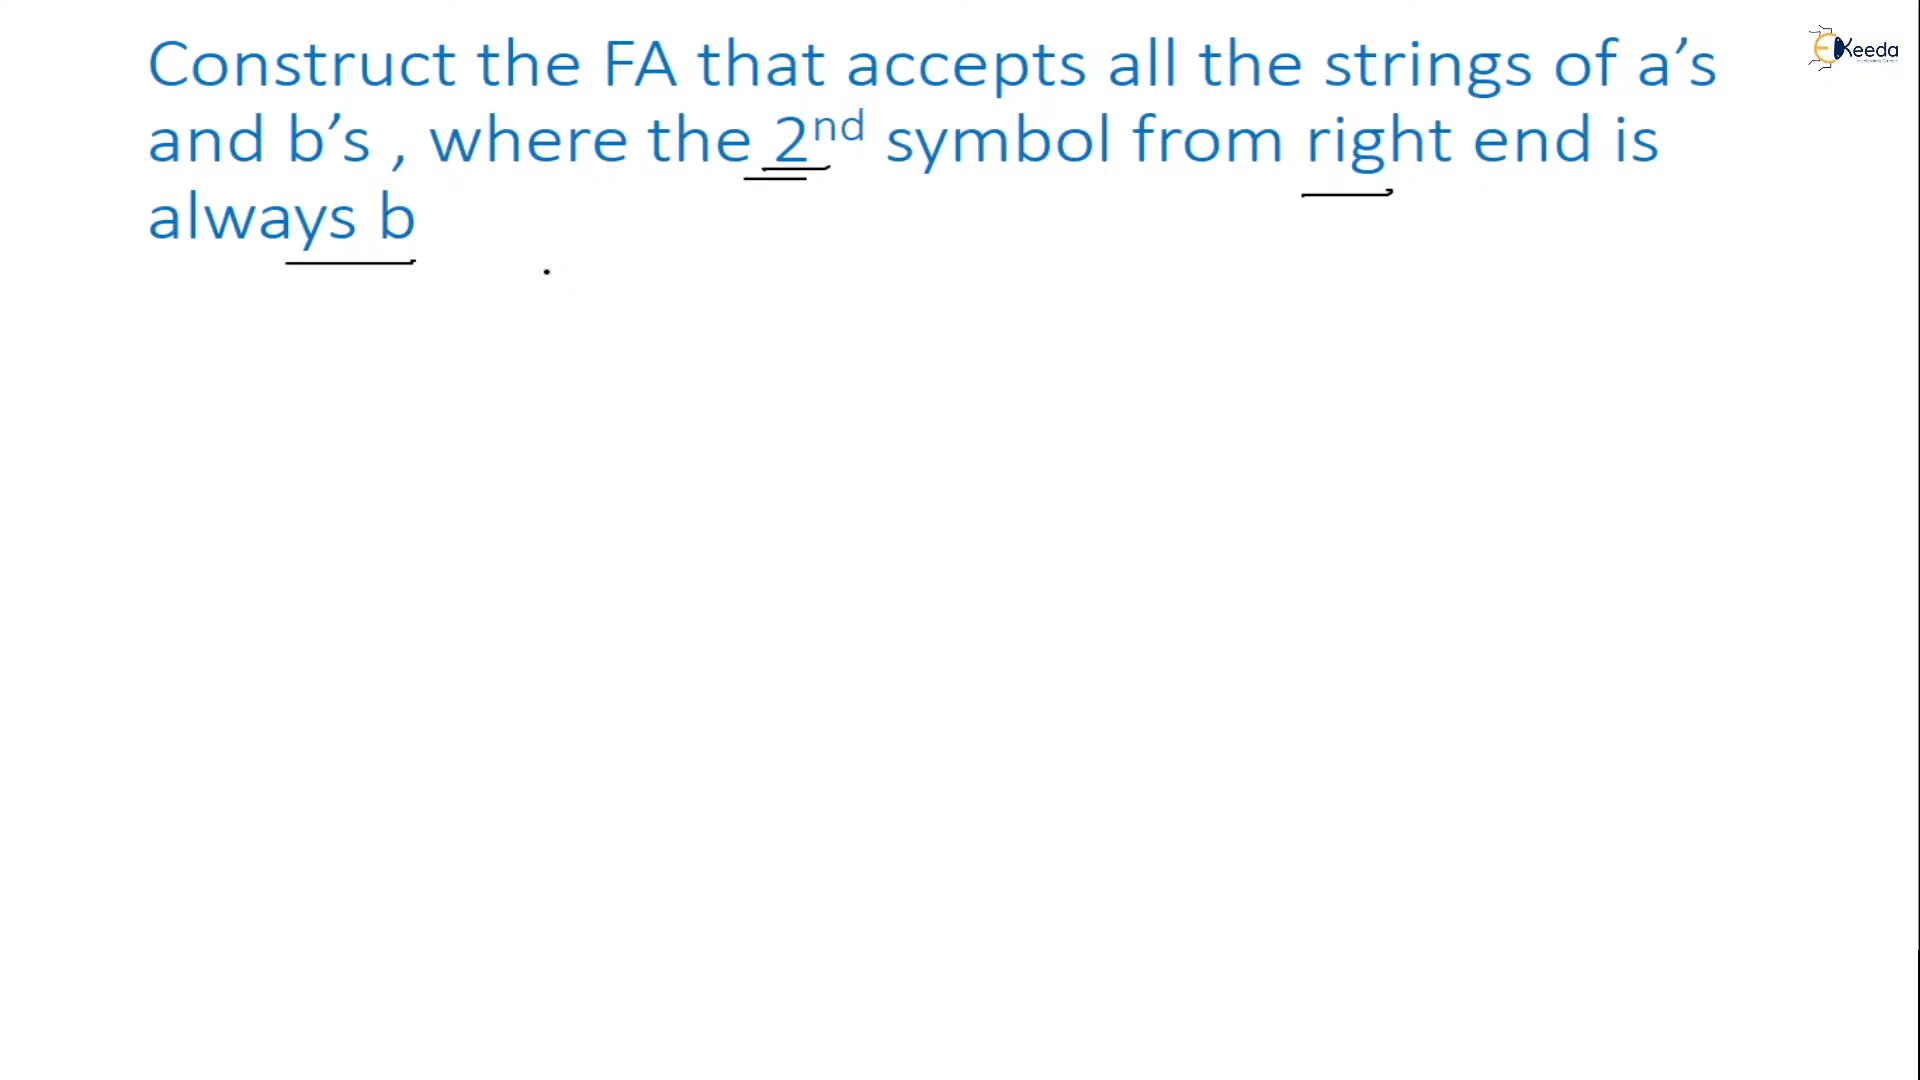 Construct the FA that accepts all the strings of a’s
and b’s , where the 2nd symbol from right end is
always b
EKeeda